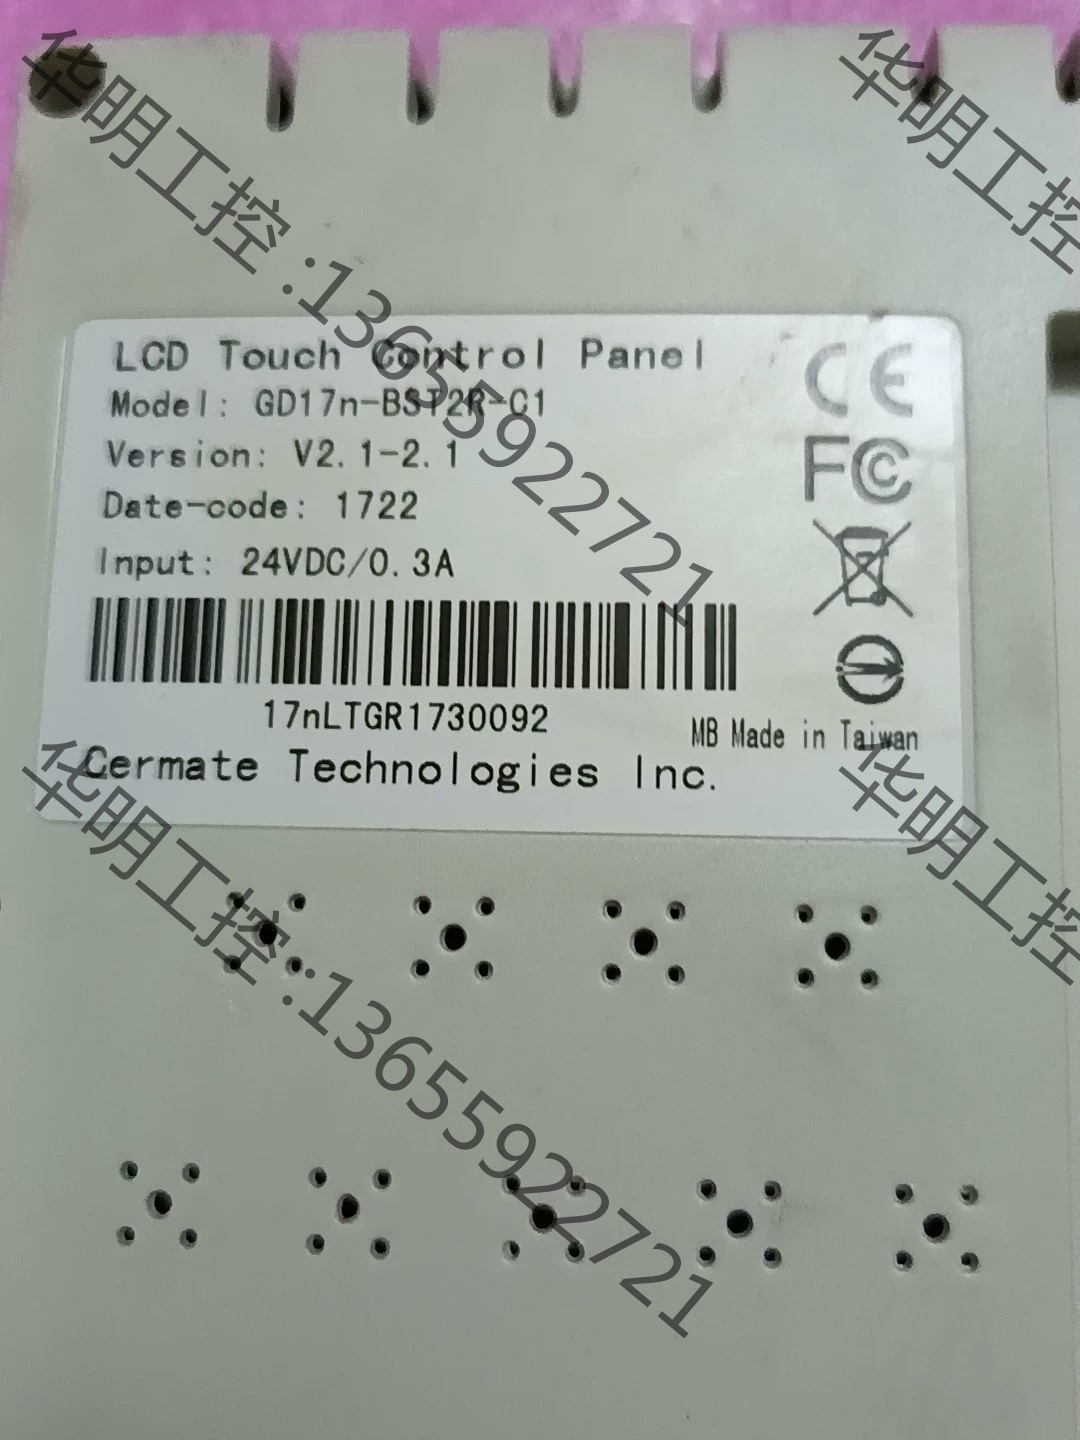 华明工控:13655922721
华明工控
LCD Touch Control Panel
Model: GD17n-BST2R-C1
Version: V2.1-2.1
Date-code: 1722
Input: 24VDC/0.3A
CE
FC
17nLTGR1730092
MB Made in Taiwan
Cermate Technologies Inc.
华明工控:13655922721
华明工控